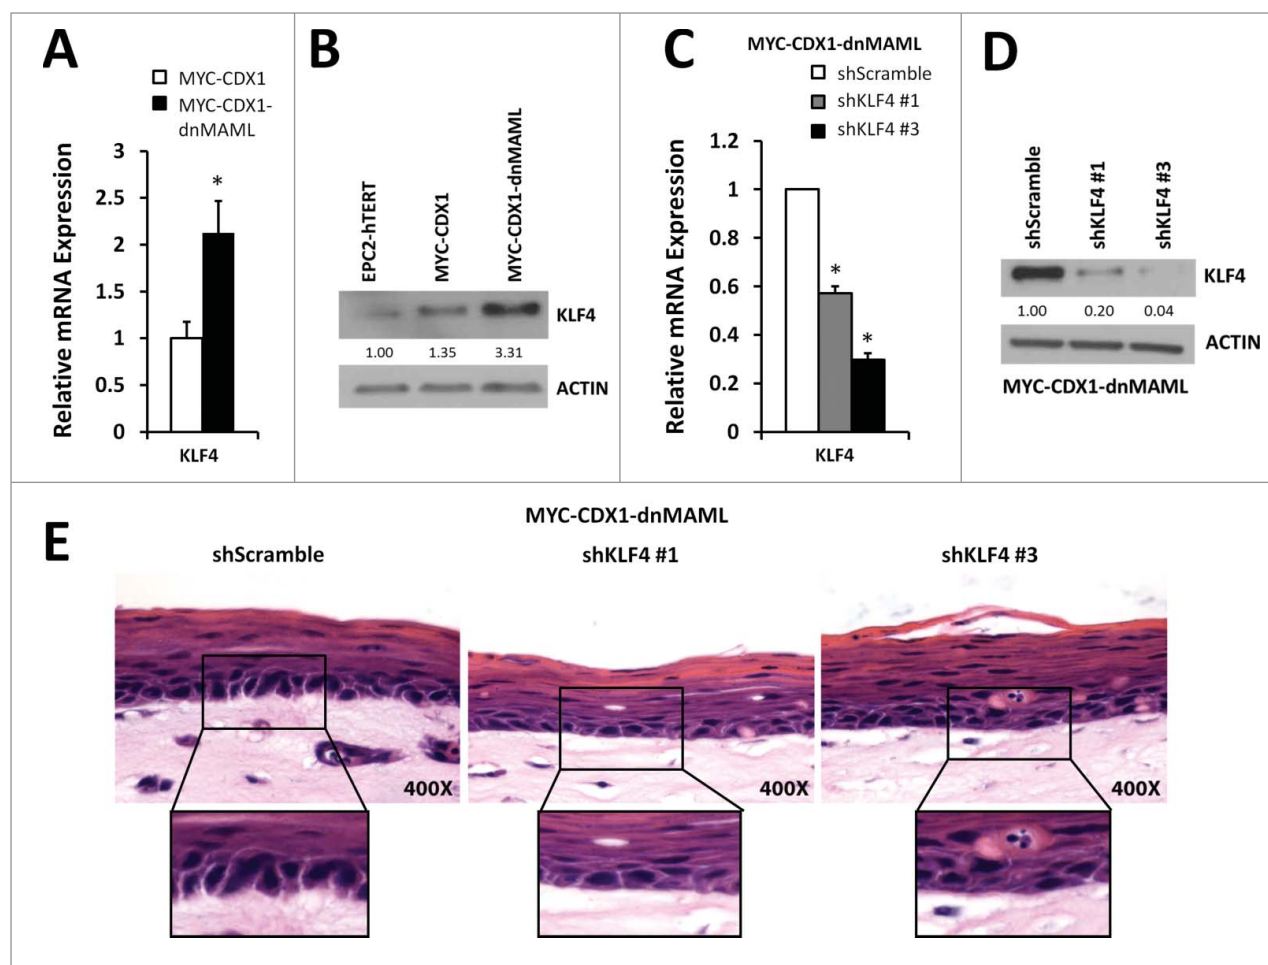 A
MYC-CDX1
MYC-CDX1-
dnMAML
Relative mRNA Expression
3
2.5
2
1.5
1
0.5
0
*
KLF4
B
EPC2-hTERT
MYC-CDX1
MYC-CDX1-dnMAML
KLF4
1.00 1.35 3.31
ACTIN
C
MYC-CDX1-dnMAML
shScramble
shKLF4 #1
shKLF4 #3
Relative mRNA Expression
1.2
1
0.8
0.6
0.4
0.2
0
*
*
KLF4
D
shScramble
shKLF4 #1
shKLF4 #3
KLF4
1.00 0.20 0.04
ACTIN
MYC-CDX1-dnMAML
E
MYC-CDX1-dnMAML
shScramble shKLF4 #1 shKLF4 #3
400X 400X 400X